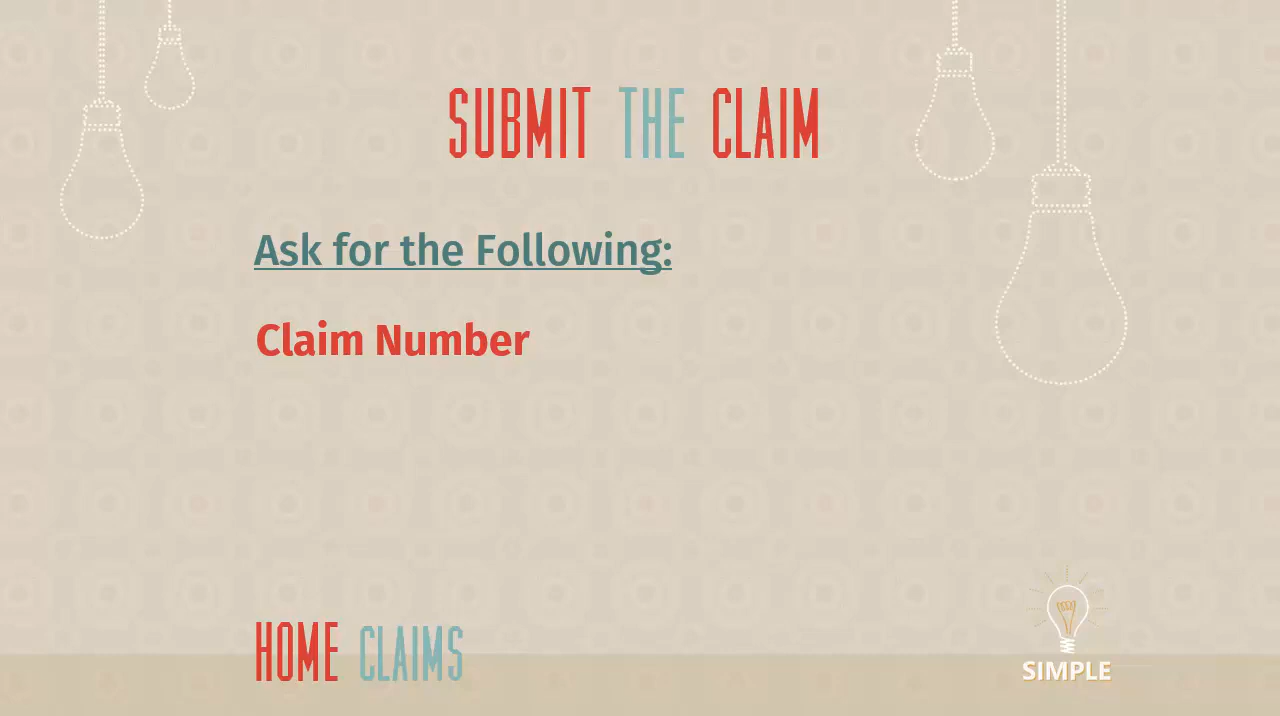 SUBMIT THE CLAIM
Ask for the Following:
Claim Number
HOME CLAIMS
SIMPLE